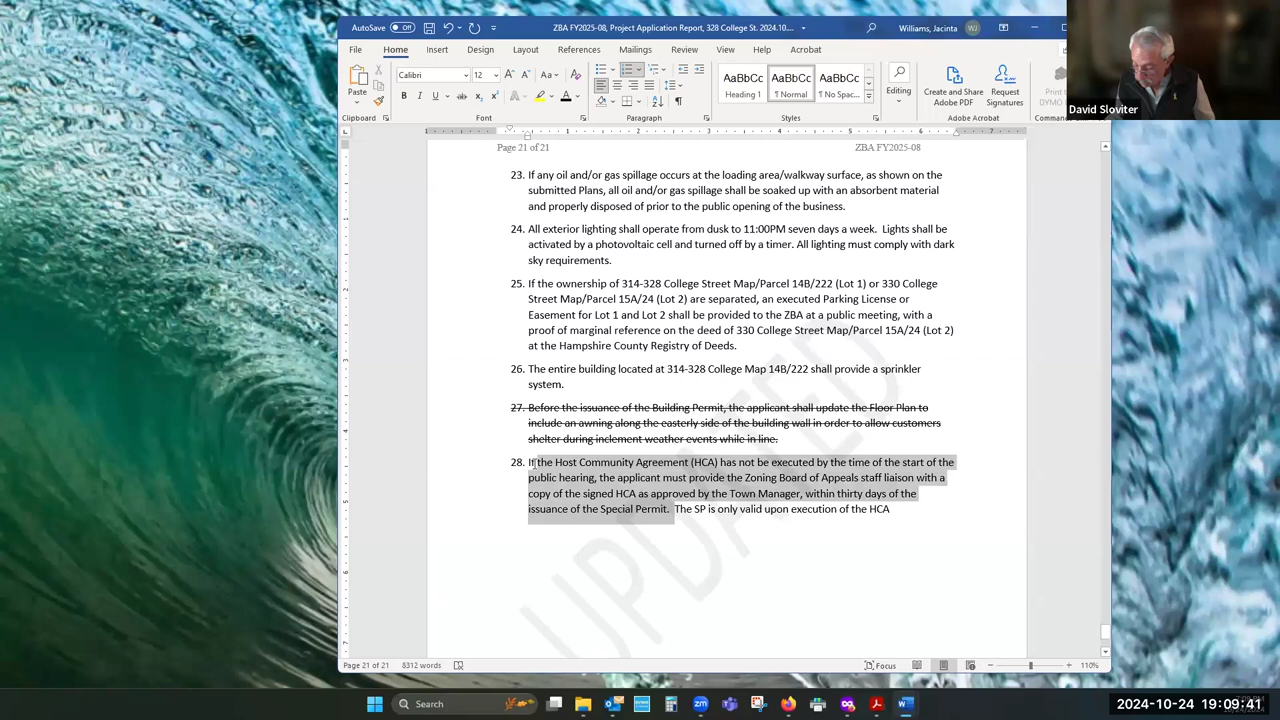 AutoSave Off ZBA FY2025-08, Project Application Report, 328 College St. 2024.10... Williams, Jacinta WJ
File Home Insert Draw Design Layout References Mailings Review View Help Acrobat
David Sloviter
Calibri 12
Paste
AaBbCc AaBbCc AaBbCc
Heading 1 ¶ Normal ¶ No Spac...
Editing
Create and Share Adobe PDF
Request Signatures
Clipboard Font Paragraph Styles Adobe Acrobat
Page 21 of 21 ZBA FY2025-08
23. If any oil and/or gas spillage occurs at the loading area/walkway surface, as shown on the
submitted Plans, all oil and/or gas spillage shall be soaked up with an absorbent material
and properly disposed of prior to the public opening of the business.
24. All exterior lighting shall operate from dusk to 11:00PM seven days a week. Lights shall be
activated by a photovoltaic cell and turned off by a timer. All lighting must comply with dark
sky requirements.
25. If the ownership of 314-328 College Street Map/Parcel 14B/222 (Lot 1) or 330 College
Street Map/Parcel 15A/24 (Lot 2) are separated, an executed Parking License or
Easement for Lot 1 and Lot 2 shall be provided to the ZBA at a public meeting, with a
proof of marginal reference on the deed of 330 College Street Map/Parcel 15A/24 (Lot 2)
at the Hampshire County Registry of Deeds.
26. The entire building located at 314-328 College Map 14B/222 shall provide a sprinkler
system.
27. Before the issuance of the Building Permit, the applicant shall update the Floor Plan to
include an awning along the easterly side of the building wall in order to allow customers
shelter during inclement weather events while in line.
28. If the Host Community Agreement (HCA) has not be executed by the time of the start of the
public hearing, the applicant must provide the Zoning Board of Appeals staff liaison with a
copy of the signed HCA as approved by the Town Manager, within thirty days of the
issuance of the Special Permit. The SP is only valid upon execution of the HCA
UPDATED
Page 21 of 21 8312 words Focus 110%
Search
2024-10-24 19:09:41